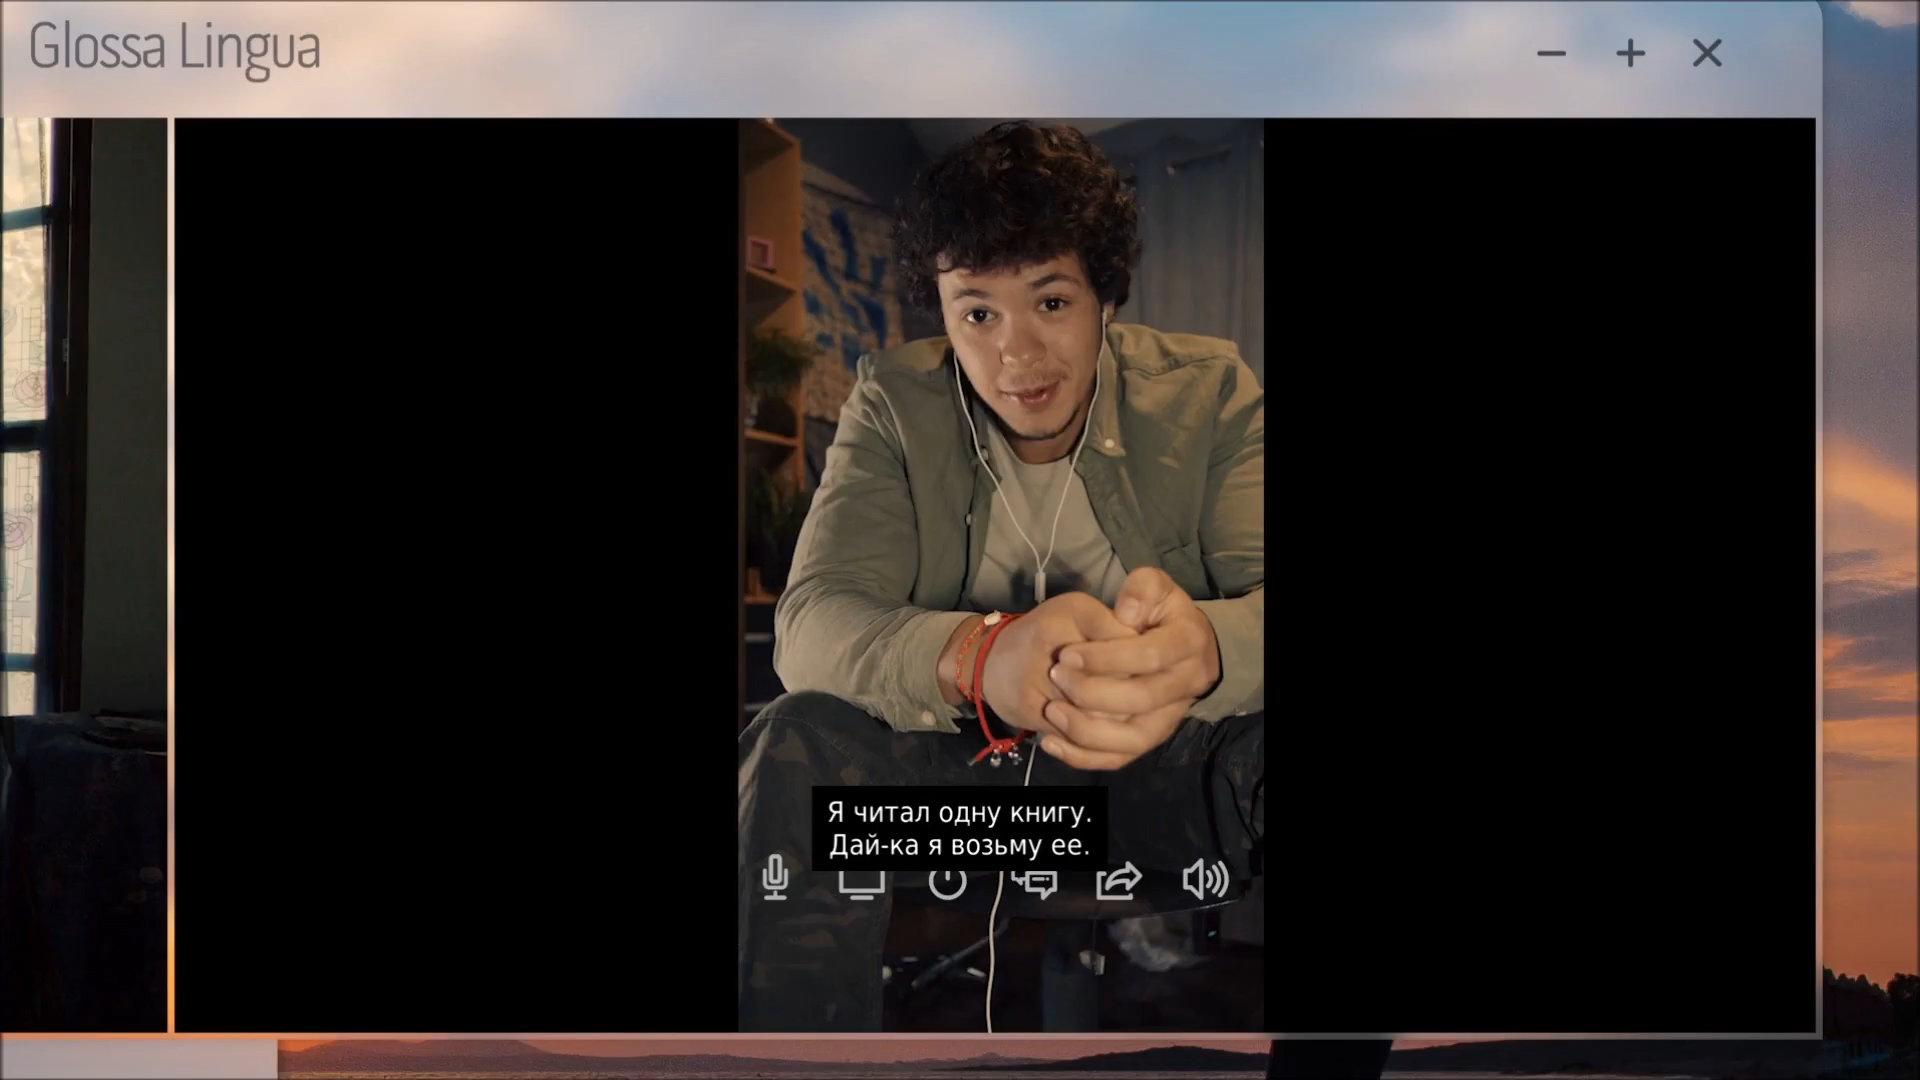 Glossa Lingua
Я читал одну книгу.
Дай-ка я возьму ее.